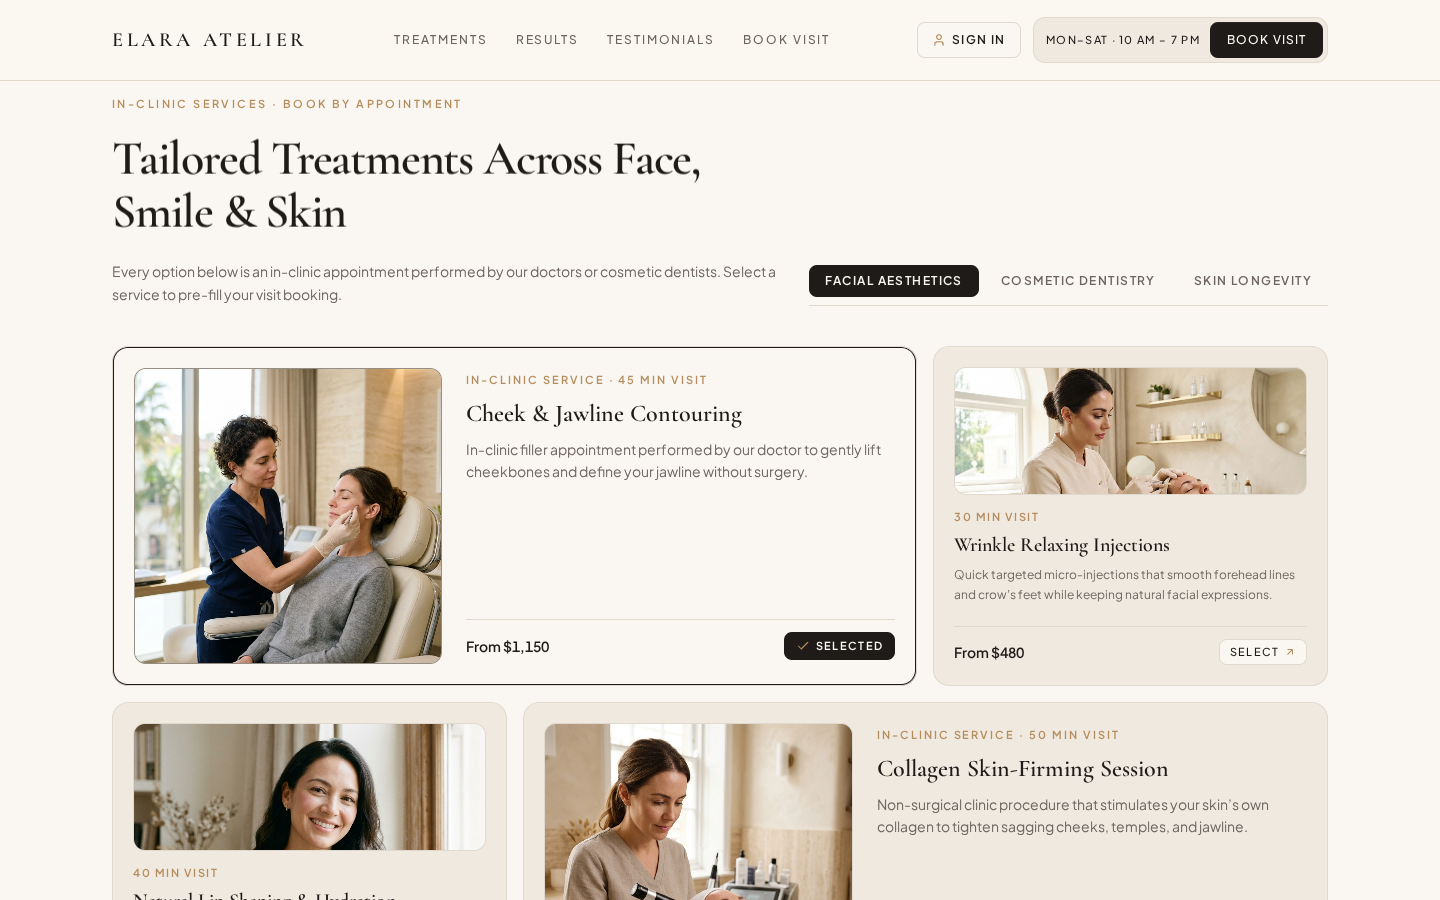 ELARA ATELIER
TREATMENTS
RESULTS
TESTIMONIALS
BOOK VISIT
SIGN IN
MON–SAT · 10 AM – 7 PM
BOOK VISIT
IN-CLINIC SERVICES · BOOK BY APPOINTMENT
Tailored Treatments Across Face,
Smile & Skin
Every option below is an in-clinic appointment performed by our doctors or cosmetic dentists. Select a
service to pre-fill your visit booking.
FACIAL AESTHETICS
COSMETIC DENTISTRY
SKIN LONGEVITY
IN-CLINIC SERVICE · 45 MIN VISIT
Cheek & Jawline Contouring
In-clinic filler appointment performed by our doctor to gently lift
cheekbones and define your jawline without surgery.
From $1,150
SELECTED
30 MIN VISIT
Wrinkle Relaxing Injections
Quick targeted micro-injections that smooth forehead lines
and crow's feet while keeping natural facial expressions.
From $480
SELECT
40 MIN VISIT
Natural Lip Shaping & Hydration
IN-CLINIC SERVICE · 50 MIN VISIT
Collagen Skin-Firming Session
Non-surgical clinic procedure that stimulates your skin's own
collagen to tighten sagging cheeks, temples, and jawline.